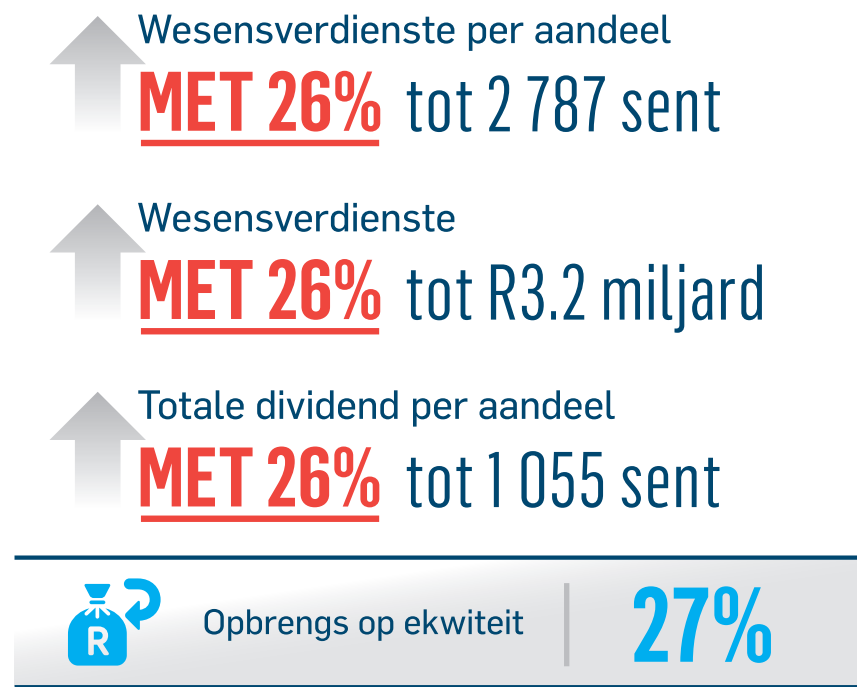 Wesensverdienste per aandeel
MET 26% tot 2 787 sent
Wesensverdienste
MET 26% tot R3.2 miljard
Totale dividend per aandeel
MET 26% tot 1 055 sent
R
Opbrengs op ekwiteit
27%